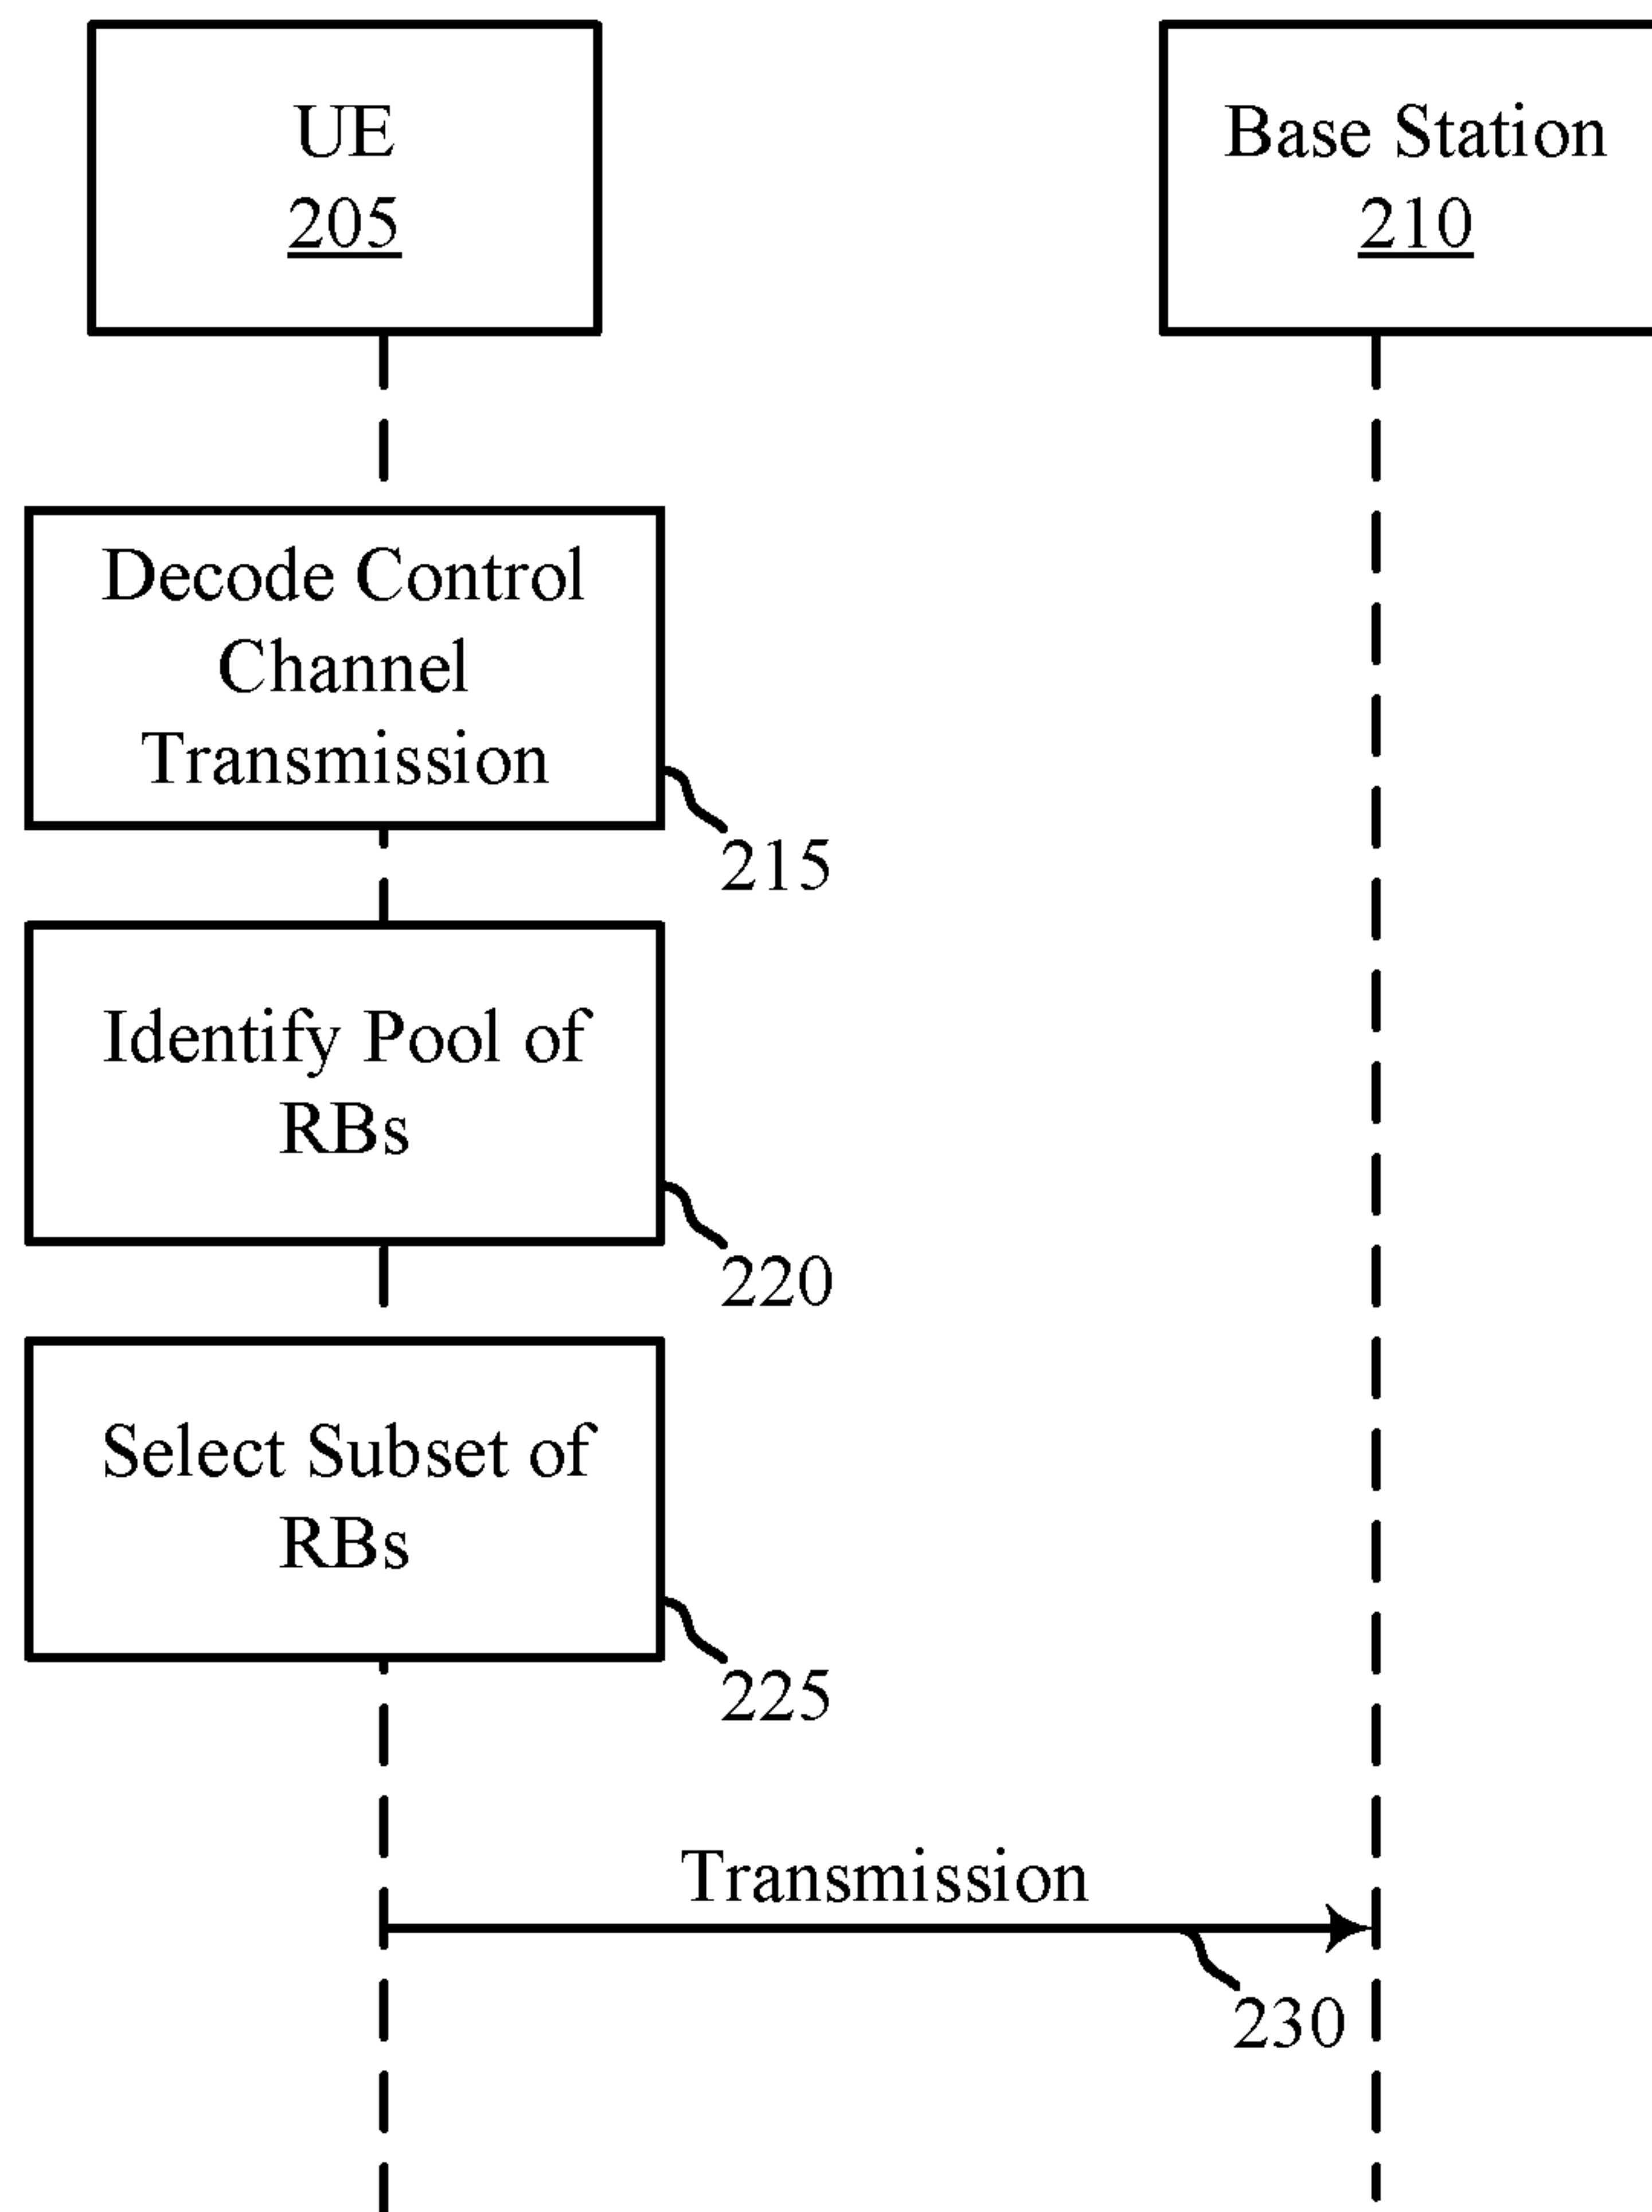 UE
205
Base Station
210
Decode Control
Channel
Transmission
215
Identify Pool of
RBs
220
Select Subset of
RBs
225
Transmission
230